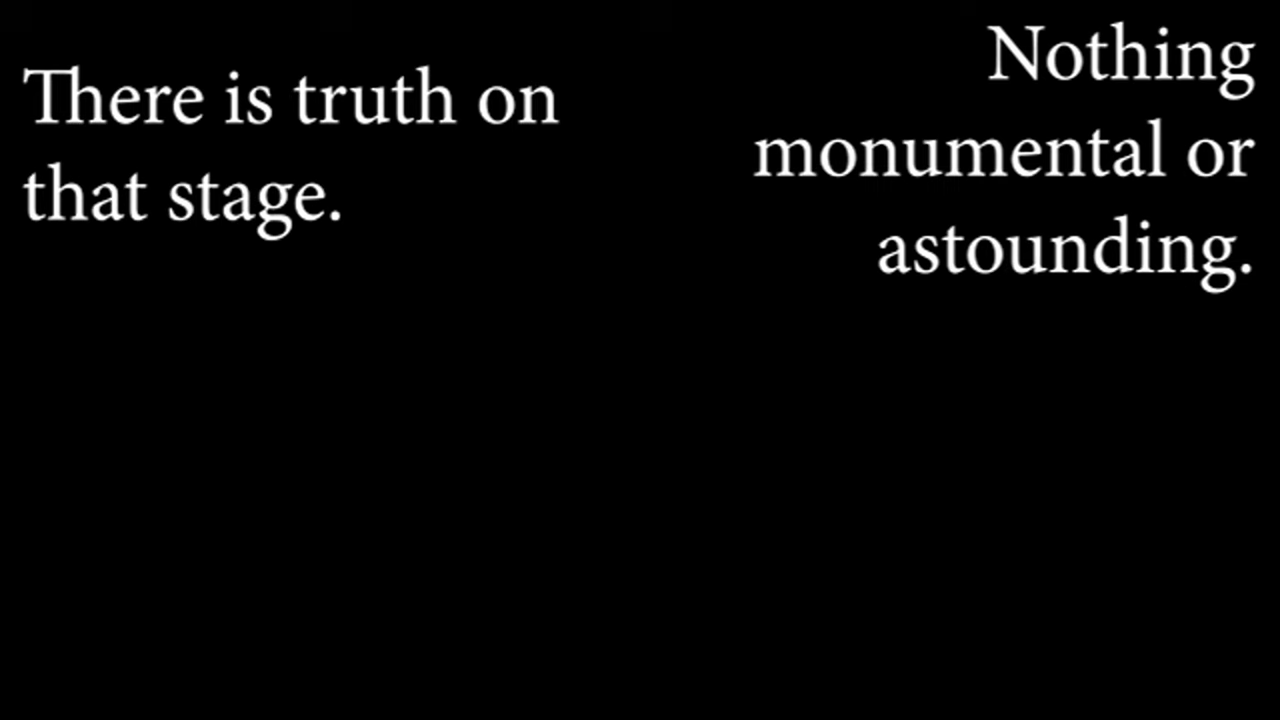 There is truth on
that stage.
Nothing
monumental or
astounding.